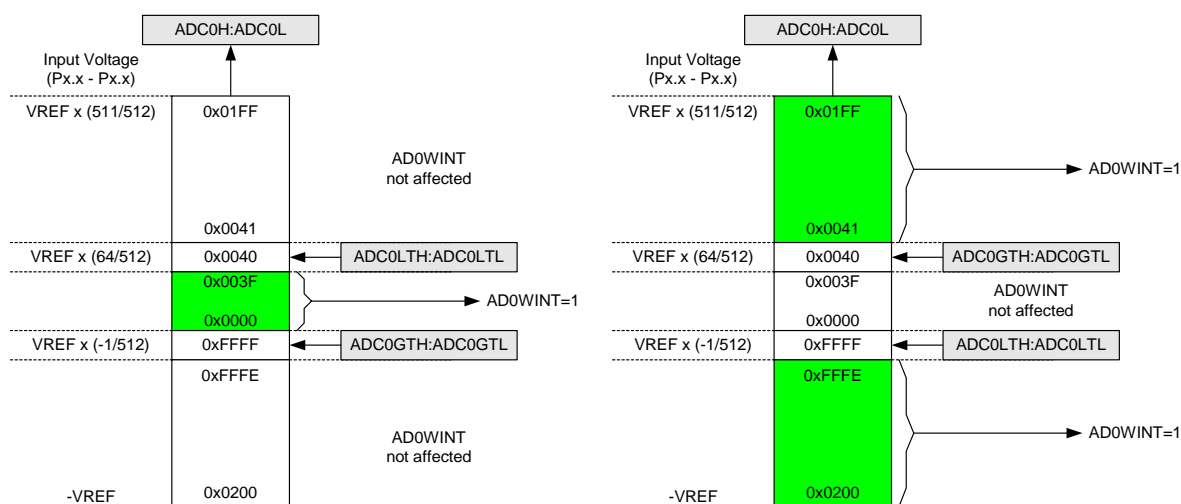 ADC0H:ADC0L
Input Voltage
(Px.x - Px.x)
VREF x (511/512)
0x01FF
AD0WINT
not affected
0x0041
VREF x (64/512)
0x0040
ADC0LTH:ADC0LTL
0x003F
AD0WINT=1
0x0000
VREF x (-1/512)
0xFFFF
ADC0GTH:ADC0GTL
0xFFFE
AD0WINT
not affected
-VREF
0x0200
ADC0H:ADC0L
Input Voltage
(Px.x - Px.x)
VREF x (511/512)
0x01FF
AD0WINT=1
0x0041
VREF x (64/512)
0x0040
ADC0GTH:ADC0GTL
0x003F
AD0WINT
not affected
0x0000
VREF x (-1/512)
0xFFFF
ADC0LTH:ADC0LTL
0xFFFE
AD0WINT=1
-VREF
0x0200